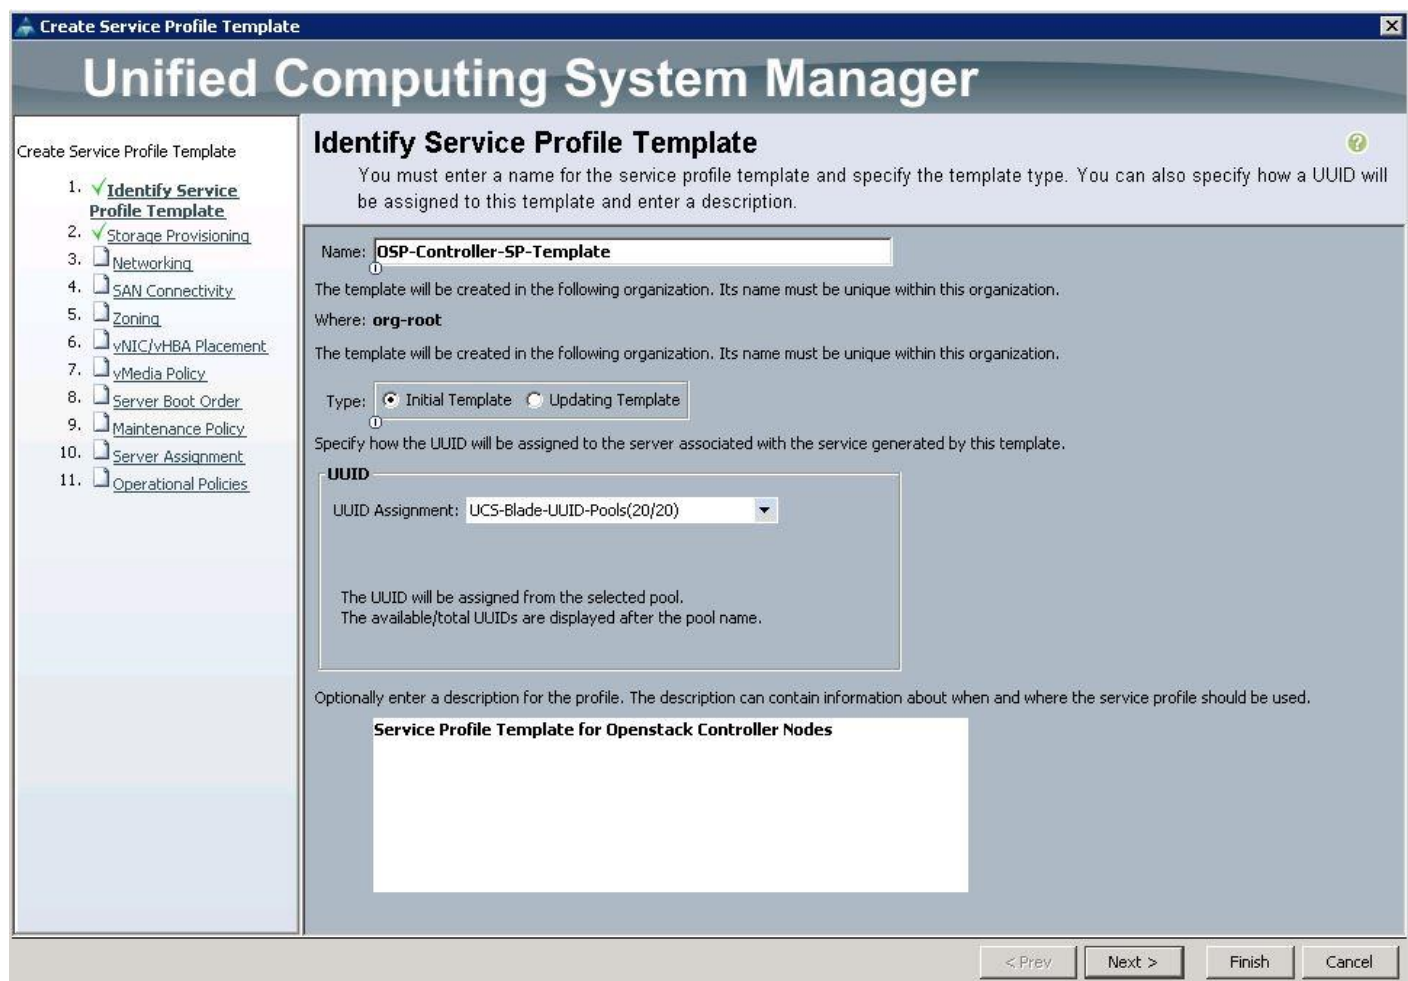 Create Service Profile Template
Unified Computing System Manager
Create Service Profile Template
1. Identify Service
Profile Template
2. Storage Provisioning
3. Networking
4. SAN Connectivity
5. Zoning
6. vNIC/vHBA Placement
7. vMedia Policy
8. Server Boot Order
9. Maintenance Policy
10. Server Assignment
11. Operational Policies
Identify Service Profile Template
You must enter a name for the service profile template and specify the template type. You can also specify how a UUID will
be assigned to this template and enter a description.
Name: OSP-Controller-SP-Template
The template will be created in the following organization. Its name must be unique within this organization.
Where: org-root
The template will be created in the following organization. Its name must be unique within this organization.
Type: Initial Template Updating Template
Specify how the UUID will be assigned to the server associated with the service generated by this template.
UUID
UUID Assignment: UCS-Blade-UUID-Pools(20/20)
The UUID will be assigned from the selected pool.
The available/total UUIDs are displayed after the pool name.
Optionally enter a description for the profile. The description can contain information about when and where the service profile should be used.
Service Profile Template for Openstack Controller Nodes
< Prev Next > Finish Cancel